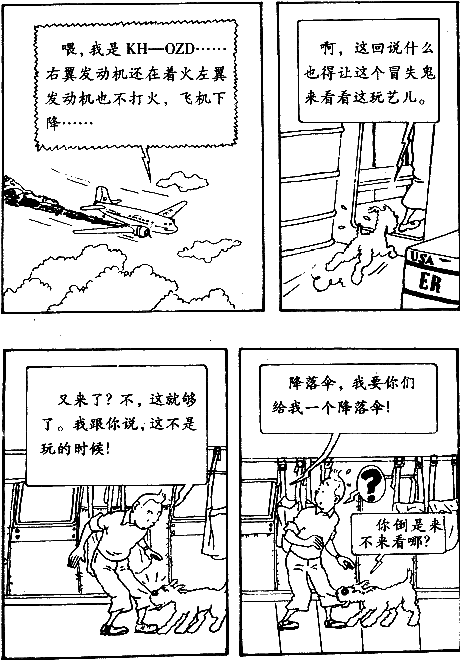 喂，我是 KH—OZD……
右翼发动机还在着火左翼
发动机也不打火，飞机下
降……
啊，这回说什么
也得让这个冒失鬼
来看看这玩艺儿。
USA
ER
又来了？不，这就够
了。我跟你说，这不是
玩的时候！
降落伞，我要你们
给我一个降落伞！
?
你倒是来
不来看哪？